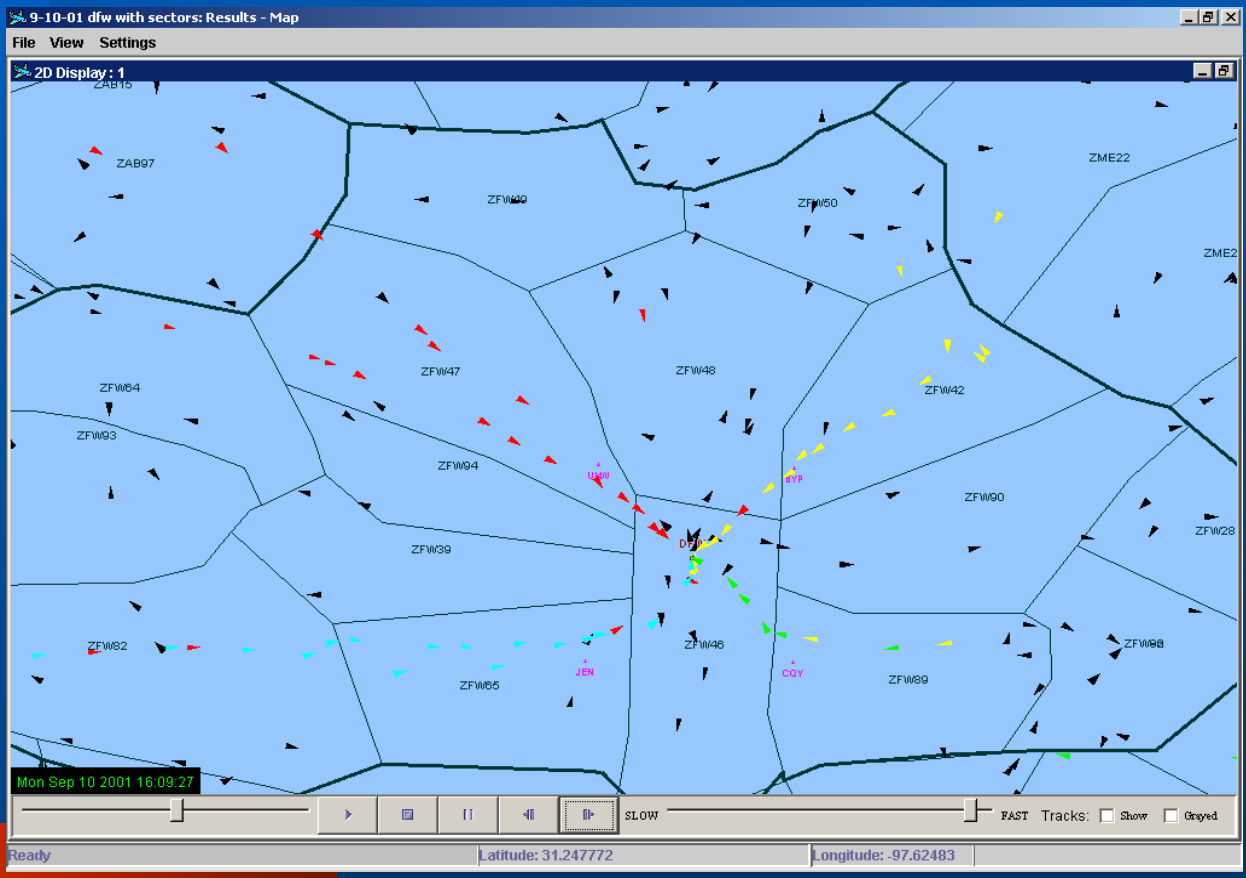 9-10-01 dfw with sectors: Results - Map
File View Settings
2D Display : 1
ZAB15
ZAB97
ZME22
ZFW49
ZFW50
ZFW47
ZFW48
ZFW64
ZFW42
ZFW93
ZFW94
UKW
BYP
ZFW90
ZFW28
ZFW39
ZFW82
ZFW46
JEN
CQY
ZFW65
ZFW89
Mon Sep 10 2001 16:09:27
SLOW
FAST Tracks: Show Grayed
Ready
Latitude: 31.247772
Longitude: -97.62483